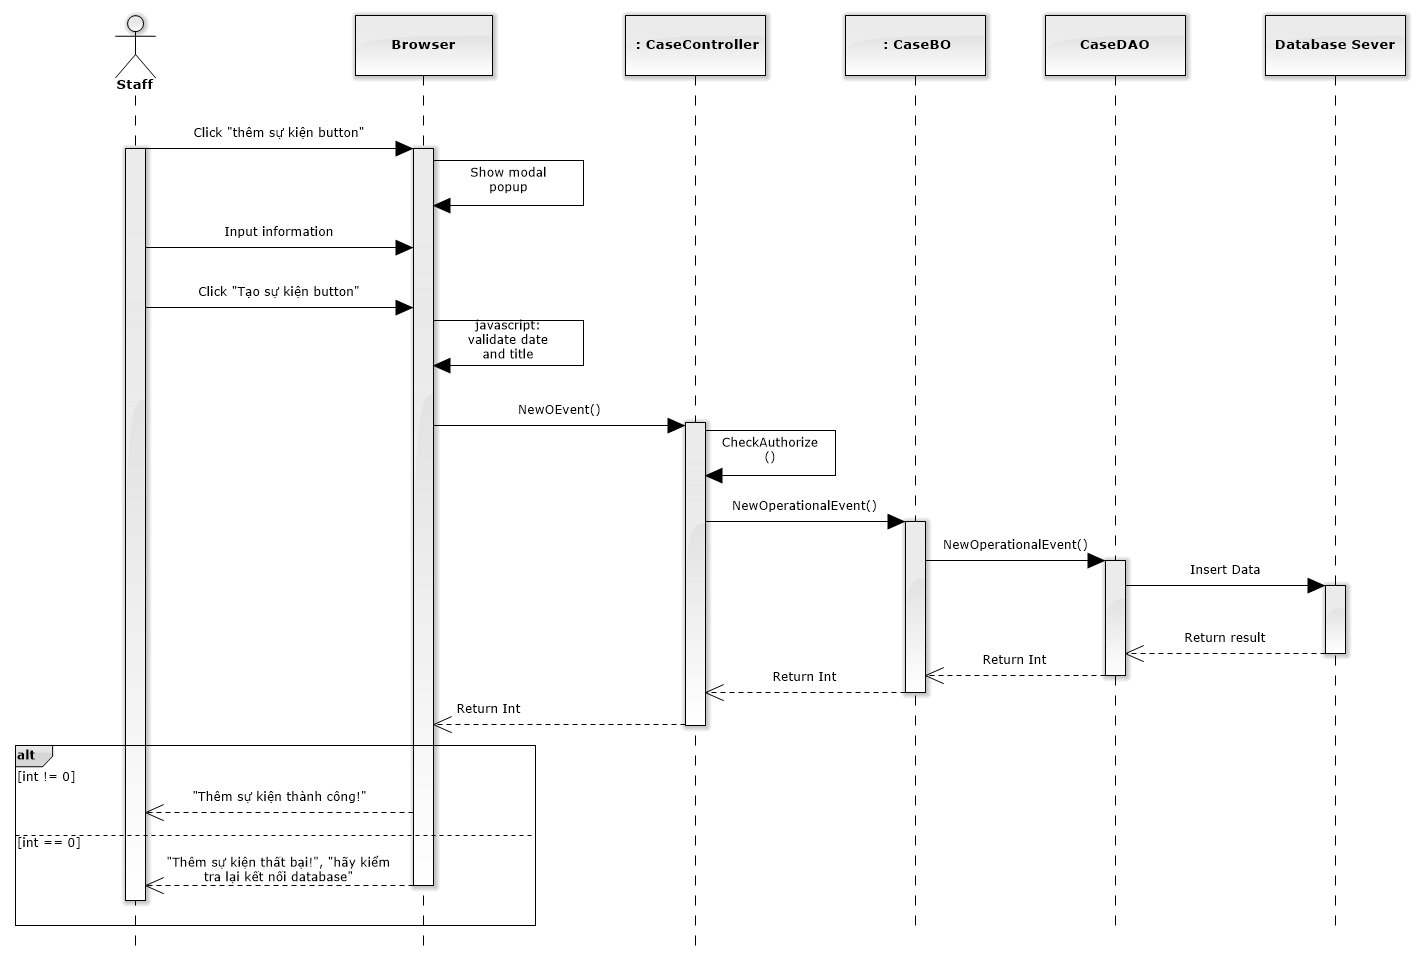 Staff
Browser
: CaseController
: CaseBO
CaseDAO
Database Sever
Click "thêm sự kiện button"
Show modal
popup
Input information
Click "Tạo sự kiện button"
javascript:
validate date
and title
NewOEvent()
CheckAuthorize
()
NewOperationalEvent()
NewOperationalEvent()
Insert Data
Return result
Return Int
Return Int
Return Int
alt
[int != 0]
"Thêm sự kiện thành công!"
[int == 0]
"Thêm sự kiện thất bại!", "hãy kiểm
tra lại kết nối database"